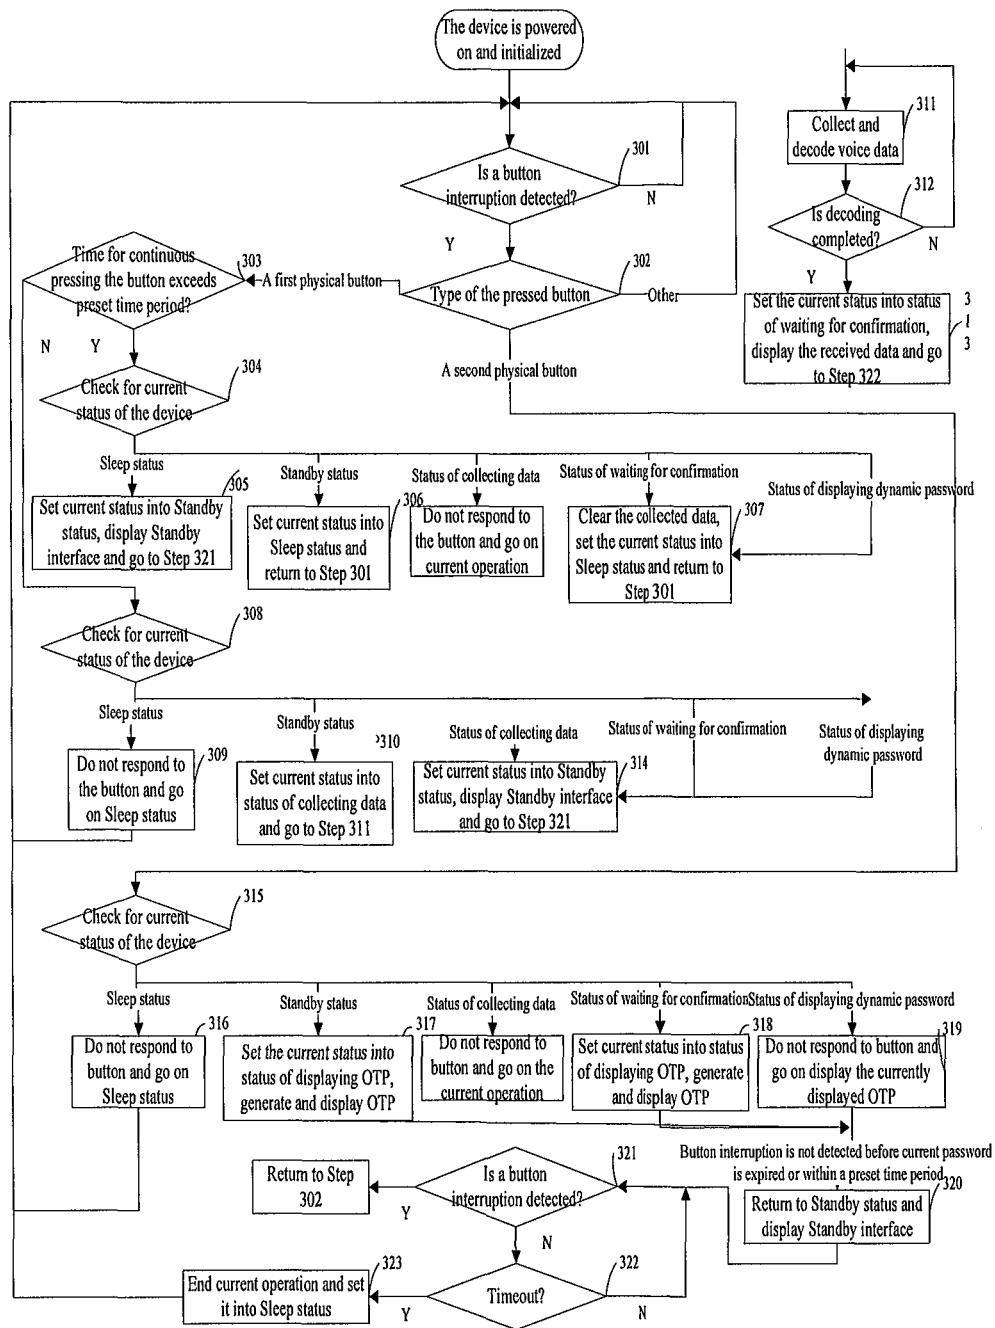 The device is powered
on and initialized
311
Collect and
decode voice data
301
Is a button
interruption detected?
N
312
Is decoding
completed?
N
Y
Y
Time for continuous
pressing the button exceeds
preset time period?
303
A first physical button
302
Type of the pressed button
Other
Set the current status into status
of waiting for confirmation,
display the received data and go
to Step 322
3
1
3
N
Y
A second physical button
304
Check for current
status of the device
Sleep status
Standby status
Status of collecting data
Status of waiting for confirmation
Status of displaying dynamic password
305
Set current status into Standby
status, display Standby
interface and go to Step 321
306
Set current status into
Sleep status and
return to Step 301
Do not respond to
the button and go on
current operation
307
Clear the collected data,
set the current status into
Sleep status and return to
Step 301
308
Check for current
status of the device
Sleep status
Standby status
Status of collecting data
Status of waiting for confirmation
Status of displaying
dynamic password
309
Do not respond to
the button and go
on Sleep status
310
Set current status into
status of collecting data
and go to Step 311
314
Set current status into Standby
status, display Standby interface
and go to Step 321
315
Check for current
status of the device
Sleep status
Standby status
Status of collecting data
Status of waiting for confirmation
Status of displaying dynamic password
316
Do not respond to
button and go on
Sleep status
317
Set the current status into
status of displaying OTP,
generate and display OTP
Do not respond to
button and go on the
current operation
318
Set current status into status
of displaying OTP, generate
and display OTP
319
Do not respond to button and
go on display the currently
displayed OTP
Button interruption is not detected before current password
is expired or within a preset time period
320
Return to Standby status and
display Standby interface
321
Is a button
interruption detected?
Y
N
Return to Step
302
322
Timeout?
Y
N
323
End current operation and set
it into Sleep status